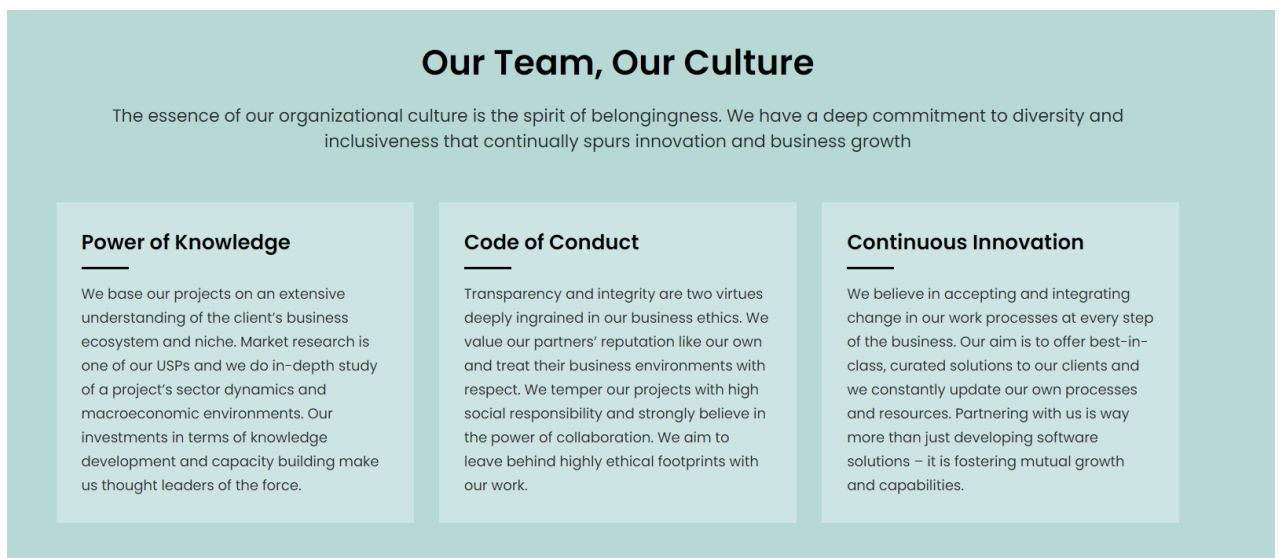 Our Team, Our Culture
The essence of our organizational culture is the spirit of belongingness. We have a deep commitment to diversity and
inclusiveness that continually spurs innovation and business growth
Power of Knowledge
We base our projects on an extensive
understanding of the client’s business
ecosystem and niche. Market research is
one of our USPs and we do in-depth study
of a project’s sector dynamics and
macroeconomic environments. Our
investments in terms of knowledge
development and capacity building make
us thought leaders of the force.
Code of Conduct
Transparency and integrity are two virtues
deeply ingrained in our business ethics. We
value our partners’ reputation like our own
and treat their business environments with
respect. We temper our projects with high
social responsibility and strongly believe in
the power of collaboration. We aim to
leave behind highly ethical footprints with
our work.
Continuous Innovation
We believe in accepting and integrating
change in our work processes at every step
of the business. Our aim is to offer best-in-
class, curated solutions to our clients and
we constantly update our own processes
and resources. Partnering with us is way
more than just developing software
solutions – it is fostering mutual growth
and capabilities.